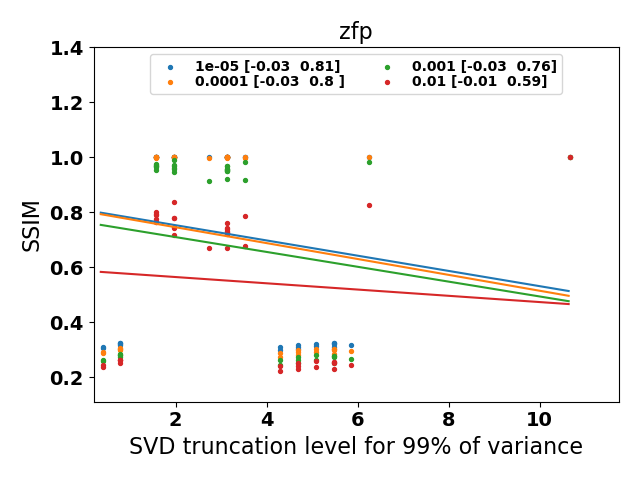 zfp
1e-05 [-0.03  0.81]
0.0001 [-0.03  0.8 ]
0.001 [-0.03  0.76]
0.01 [-0.01  0.59]
SSIM
1.4
1.2
1.0
0.8
0.6
0.4
0.2
2 4 6 8 10
SVD truncation level for 99% of variance